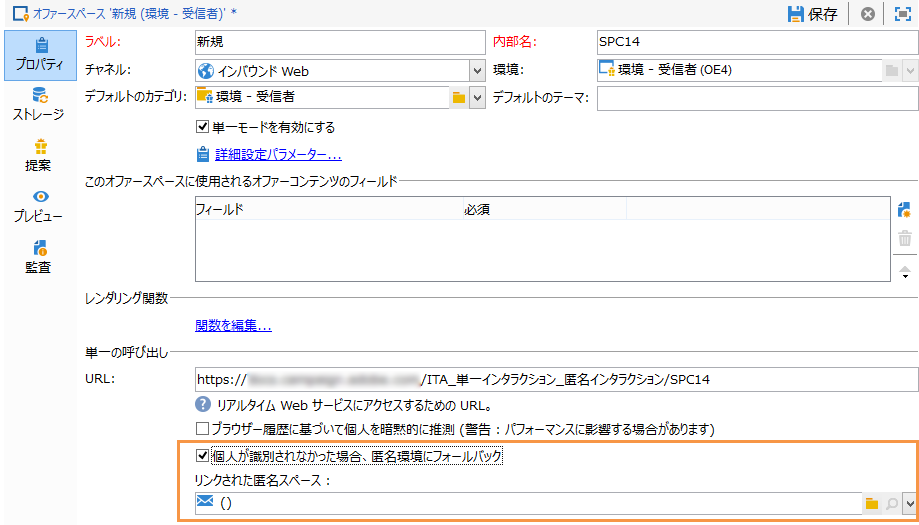 オファースペース '新規 (環境 - 受信者)' *
保存
プロパティ
ストレージ
提案
プレビュー
監査
ラベル: 新規 内部名: SPC14
チャネル: インバウンド Web 環境: 環境 - 受信者 (OE4)
デフォルトのカテゴリ: 環境 - 受信者 デフォルトのテーマ:
単一モードを有効にする
詳細設定パラメーター...
このオファースペースに使用されるオファーコンテンツのフィールド
フィールド 必須
レンダリング関数
関数を編集...
単一の呼び出し
URL: https:// /ITA_単一インタラクション_匿名インタラクション/SPC14
リアルタイム Web サービスにアクセスするための URL。
ブラウザー履歴に基づいて個人を暗黙的に推測 (警告 : パフォーマンスに影響する場合があります)
個人が識別されなかった場合、匿名環境にフォールバック
リンクされた匿名スペース :
()